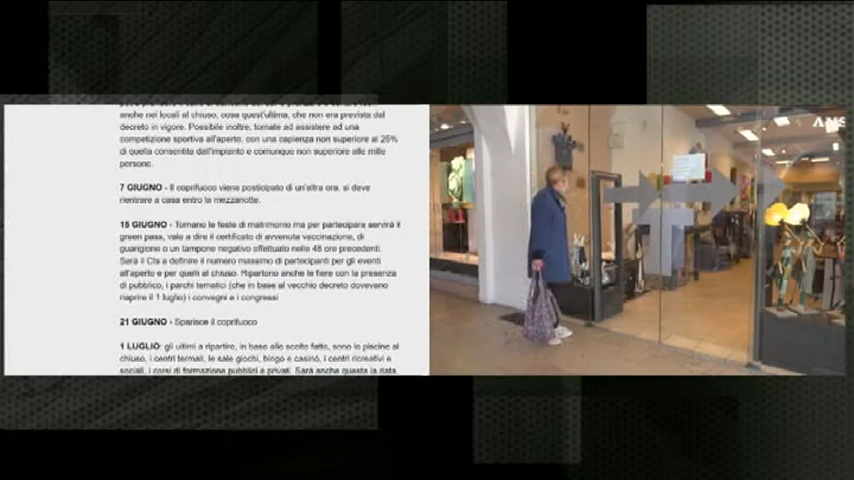 anche nei locali al chiuso, cosa quest'ultima, che non era prevista dal
decreto in vigore. Possibile inoltre, tornate ad assistere ad una
competizione sportiva all'aperto, con una capienza non superiore al 25%
di quella consentita dall'impianto e comunque non superiore alle mille
persone.
7 GIUGNO - Il coprifuoco viene posticipato di un'altra ora. si deve
rientrare a casa entro la mezzanotte.
15 GIUGNO - Tornano le feste di matrimonio ma per partecipare servirà il
green pass, vale a dire il certificato di avvenuta vaccinazione, di
guarigione o un tampone negativo effettuato nelle 48 ore precedenti.
Sarà il Cts a definire il numero massimo di partecipanti per gli eventi
all'aperto e per quelli al chiuso. Ripartono anche le fiere con la presenza
di pubblico, i parchi tematici (che in base al vecchio decreto dovevano
riaprire il 1 luglio) i convegni e i congressi
21 GIUGNO - Sparisce il coprifuoco
1 LUGLIO: gli ultimi a ripartire, in base alle scelte fatte, sono le piscine al
chiuso, i centri termali, le sale giochi, bingo e casinò, i centri ricreativi e
sociali, i corsi di formazione pubblici e privati. Sarà anche questa la data
ANS